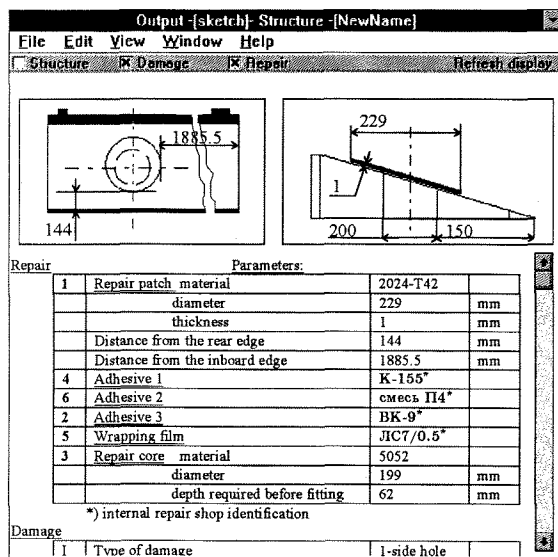 Output -[sketch]- Structure -[NewName]
File Edit View Window Help
Structure Damage Repair Refresh display
1885.5
144
229
1
200 150
Repair Parameters:
1 Repair patch material 2024-T42
diameter 229 mm
thickness 1 mm
Distance from the rear edge 144 mm
Distance from the inboard edge 1885.5 mm
4 Adhesive 1 К-155*
6 Adhesive 2 смесь П4*
2 Adhesive 3 ВК-9*
5 Wrapping film ЛС7/0.5*
3 Repair core material 5052
diameter 199 mm
depth required before fitting 62 mm
*) internal repair shop identification
Damage
1 Type of damage 1-side hole